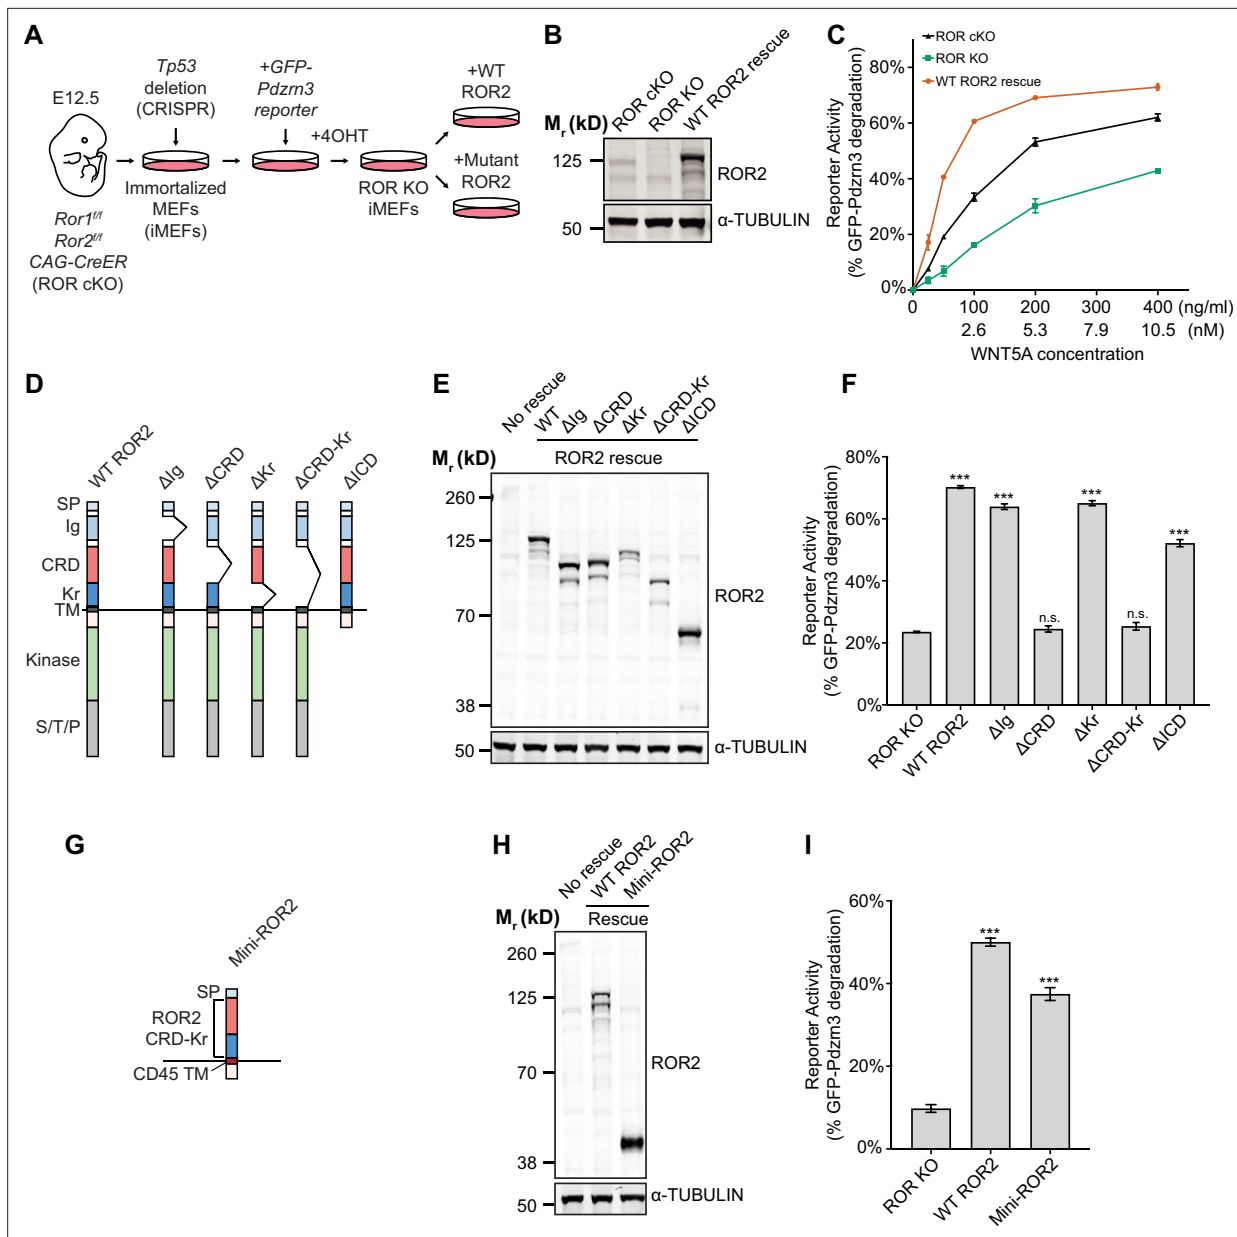 A
E12.5
Tp53
deletion
(CRISPR)
+GFP-
Pdzrn3
reporter
+4OHT
+WT
ROR2
+Mutant
ROR2
Immortalized
MEFs
(iMEFs)
ROR KO
iMEFs
Ror1f/f
Ror2f/f
CAG-CreER
(ROR cKO)
B
ROR cKO
ROR KO
WT ROR2 rescue
Mr (kD)
125
ROR2
50
α-TUBULIN
C
ROR cKO
ROR KO
WT ROR2 rescue
Reporter Activity
(% GFP-Pdzrn3 degradation)
80%
60%
40%
20%
0%
0 100 200 300 400 (ng/ml)
2.6 5.3 7.9 10.5 (nM)
WNT5A concentration
D
WT ROR2
ΔIg
ΔCRD
ΔKr
ΔCRD-Kr
ΔICD
SP
Ig
CRD
Kr
TM
Kinase
S/T/P
E
No rescue
WT
ΔIg
ΔCRD
ΔKr
ΔCRD-Kr
ΔICD
Mr (kD)
ROR2 rescue
260
125
70
38
ROR2
50
α-TUBULIN
F
Reporter Activity
(% GFP-Pdzrn3 degradation)
80%
60%
40%
20%
0%
***
***
n.s.
***
n.s.
***
ROR KO
WT ROR2
ΔIg
ΔCRD
ΔKr
ΔCRD-Kr
ΔICD
G
Mini-ROR2
SP
ROR2
CRD-Kr
CD45 TM
H
No rescue
WT ROR2
Mini-ROR2
Mr (kD)
Rescue
260
125
70
38
ROR2
50
α-TUBULIN
I
Reporter Activity
(% GFP-Pdzrn3 degradation)
60%
40%
20%
0%
***
***
ROR KO
WT ROR2
Mini-ROR2